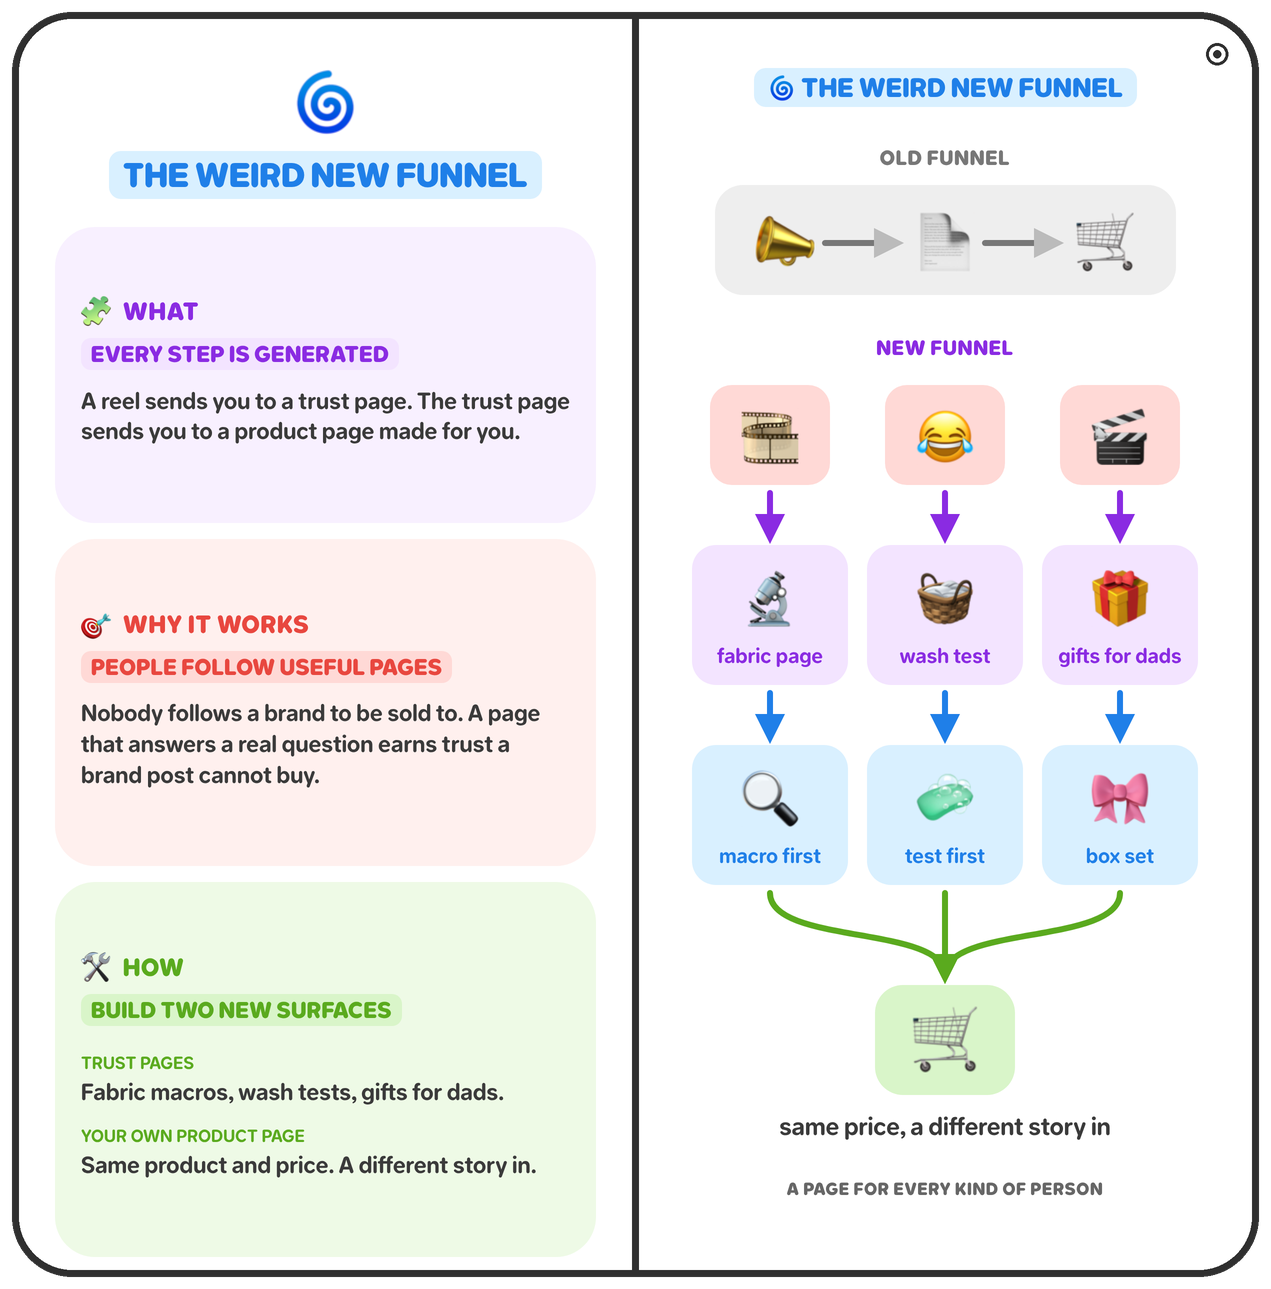 THE WEIRD NEW FUNNEL
WHAT
EVERY STEP IS GENERATED
A reel sends you to a trust page. The trust page
sends you to a product page made for you.
WHY IT WORKS
PEOPLE FOLLOW USEFUL PAGES
Nobody follows a brand to be sold to. A page
that answers a real question earns trust a
brand post cannot buy.
HOW
BUILD TWO NEW SURFACES
TRUST PAGES
Fabric macros, wash tests, gifts for dads.
YOUR OWN PRODUCT PAGE
Same product and price. A different story in.
THE WEIRD NEW FUNNEL
OLD FUNNEL
NEW FUNNEL
fabric page
wash test
gifts for dads
macro first
test first
box set
same price, a different story in
A PAGE FOR EVERY KIND OF PERSON